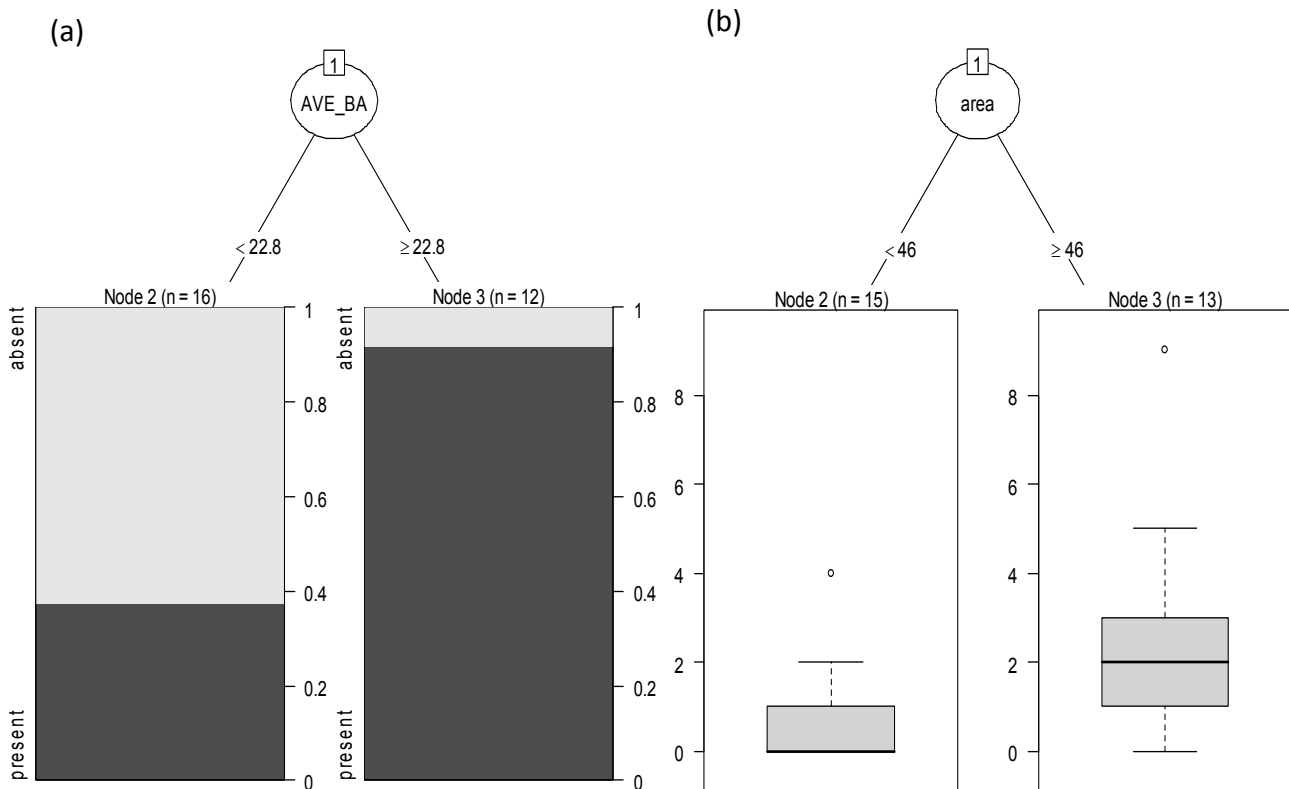 (a)
1
AVE_BA
< 22.8
≥ 22.8
Node 2 (n = 16)
absent
present
1
0.8
0.6
0.4
0.2
0
Node 3 (n = 12)
absent
present
1
0.8
0.6
0.4
0.2
0
(b)
1
area
< 46
≥ 46
Node 2 (n = 15)
8
6
4
2
0
Node 3 (n = 13)
8
6
4
2
0